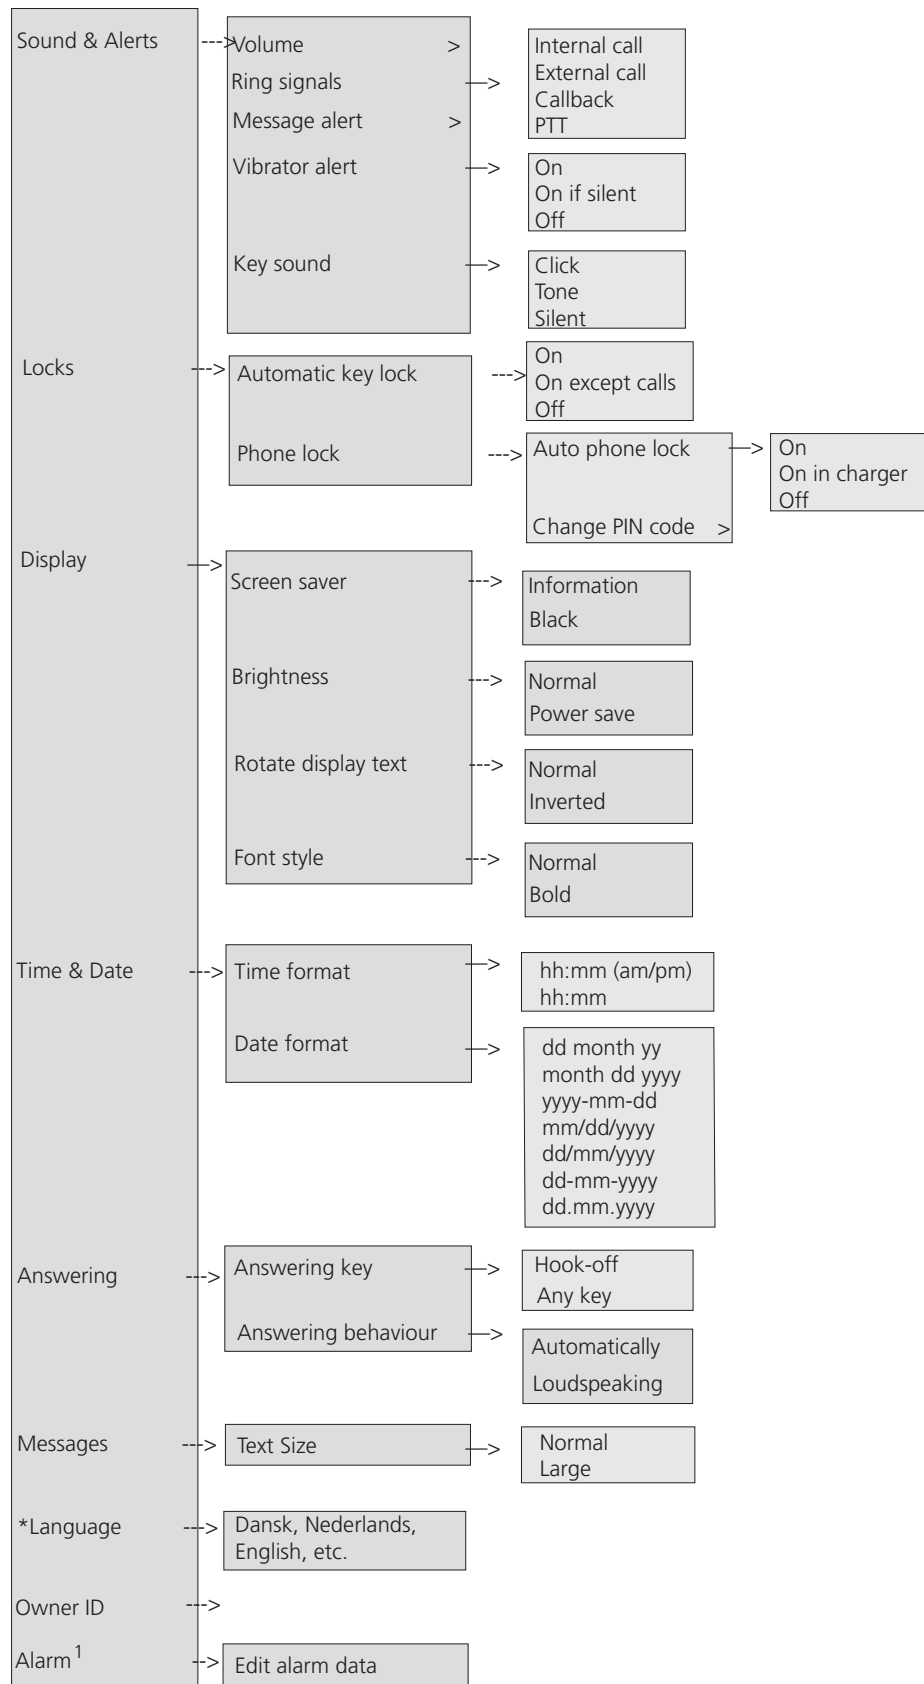 Sound & Alerts ---> Volume >
Internal call
Ring signals —> External call
Callback
Message alert > PTT
Vibrator alert —> On
On if silent
Off
Key sound —> Click
Tone
Silent
Locks ---> Automatic key lock ---> On
On except calls
Off
Phone lock ---> Auto phone lock —> On
On in charger
Off
Change PIN code >
Display —> Screen saver ---> Information
Black
Brightness ---> Normal
Power save
Rotate display text ---> Normal
Inverted
Font style ---> Normal
Bold
Time & Date ---> Time format —> hh:mm (am/pm)
hh:mm
Date format —> dd month yy
month dd yyyy
yyyy-mm-dd
mm/dd/yyyy
dd/mm/yyyy
dd-mm-yyyy
dd.mm.yyyy
Answering ---> Answering key —> Hook-off
Any key
Answering behaviour —> Automatically
Loudspeaking
Messages ---> Text Size —> Normal
Large
*Language ---> Dansk, Nederlands,
English, etc.
Owner ID --->
Alarm1 --> Edit alarm data